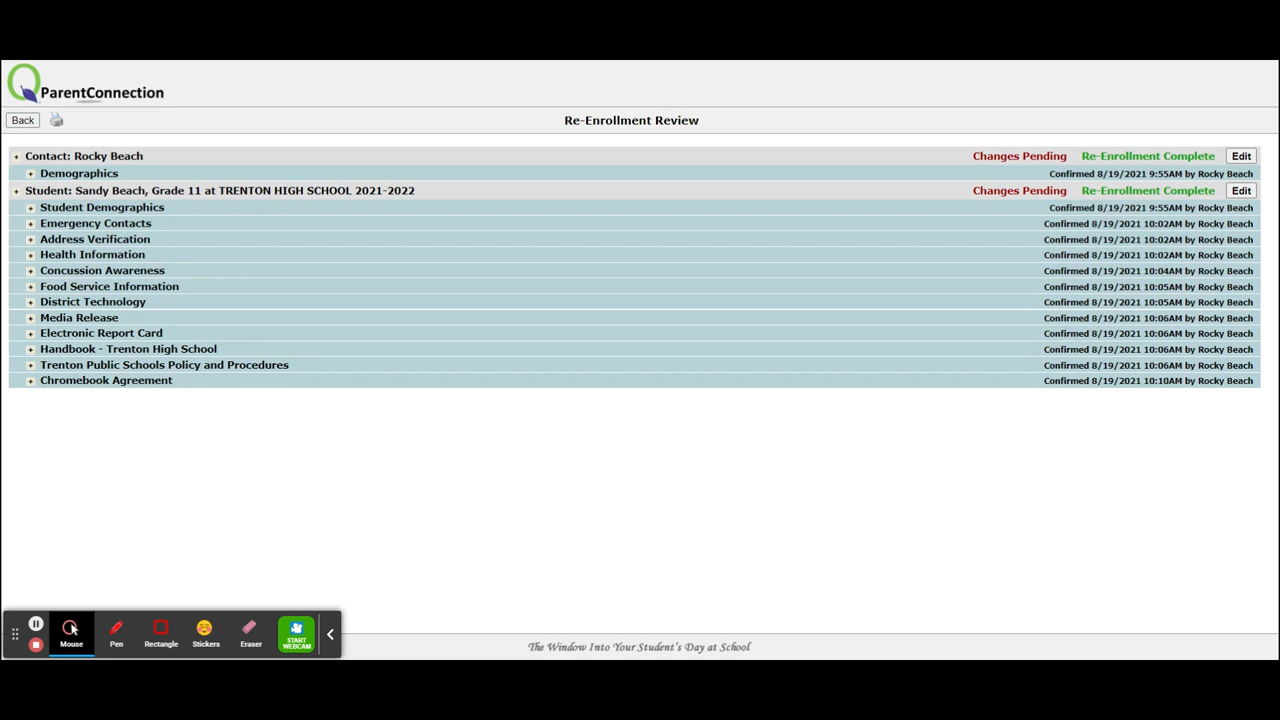 Q ParentConnection
Back
Re-Enrollment Review
Contact: Rocky Beach Changes Pending Re-Enrollment Complete Edit
Demographics Confirmed 8/19/2021 9:55AM by Rocky Beach
Student: Sandy Beach, Grade 11 at TRENTON HIGH SCHOOL 2021-2022 Changes Pending Re-Enrollment Complete Edit
Student Demographics Confirmed 8/19/2021 9:55AM by Rocky Beach
Emergency Contacts Confirmed 8/19/2021 10:02AM by Rocky Beach
Address Verification Confirmed 8/19/2021 10:02AM by Rocky Beach
Health Information Confirmed 8/19/2021 10:02AM by Rocky Beach
Concussion Awareness Confirmed 8/19/2021 10:04AM by Rocky Beach
Food Service Information Confirmed 8/19/2021 10:05AM by Rocky Beach
District Technology Confirmed 8/19/2021 10:05AM by Rocky Beach
Media Release Confirmed 8/19/2021 10:06AM by Rocky Beach
Electronic Report Card Confirmed 8/19/2021 10:06AM by Rocky Beach
Handbook - Trenton High School Confirmed 8/19/2021 10:06AM by Rocky Beach
Trenton Public Schools Policy and Procedures Confirmed 8/19/2021 10:06AM by Rocky Beach
Chromebook Agreement Confirmed 8/19/2021 10:10AM by Rocky Beach
Mouse Pen Rectangle Stickers Eraser START WEBCAM
The Window Into Your Student's Day at School